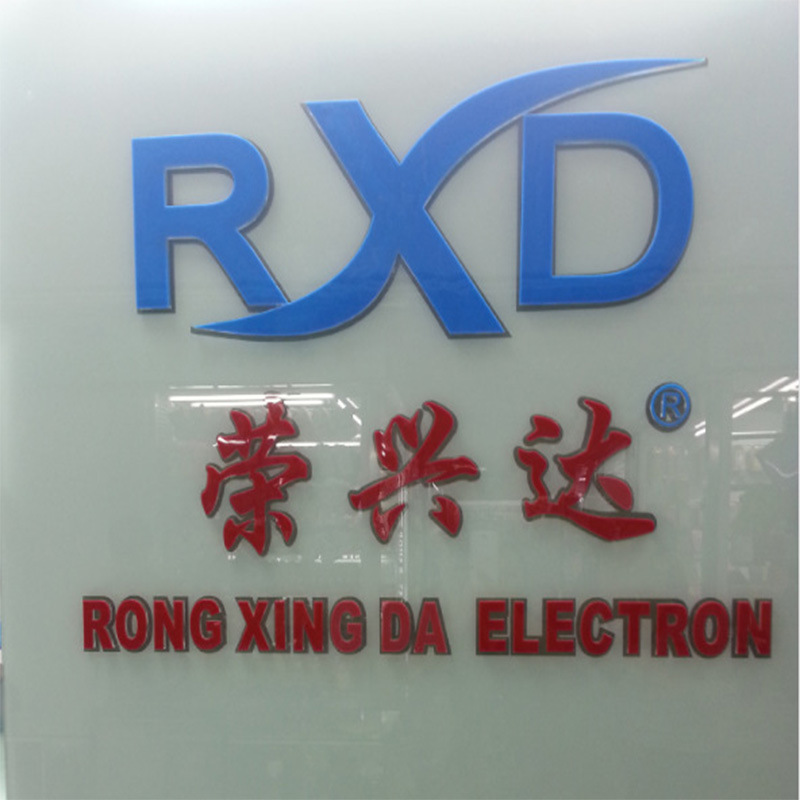 RXD
荣兴达®
RONG XING DA ELECTRON